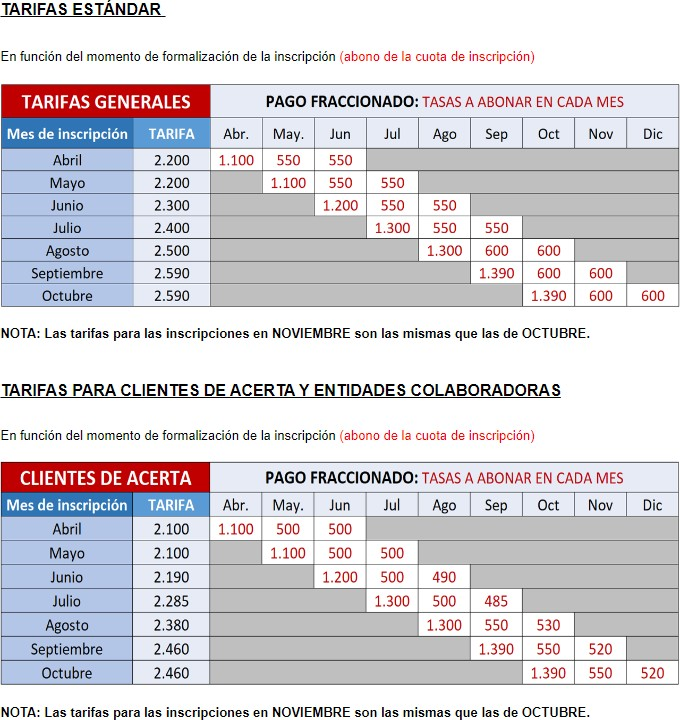 TARIFAS ESTÁNDAR
En función del momento de formalización de la inscripción (abono de la cuota de inscripción)
TARIFAS GENERALES PAGO FRACCIONADO: TASAS A ABONAR EN CADA MES
Mes de inscripción TARIFA Abr. May. Jun Jul Ago Sep Oct Nov Dic
Abril 2.200 1.100 550 550
Mayo 2.200 1.100 550 550
Junio 2.300 1.200 550 550
Julio 2.400 1.300 550 550
Agosto 2.500 1.300 600 600
Septiembre 2.590 1.390 600 600
Octubre 2.590 1.390 600 600
NOTA: Las tarifas para las inscripciones en NOVIEMBRE son las mismas que las de OCTUBRE.
TARIFAS PARA CLIENTES DE ACERTA Y ENTIDADES COLABORADORAS
En función del momento de formalización de la inscripción (abono de la cuota de inscripción)
CLIENTES DE ACERTA PAGO FRACCIONADO: TASAS A ABONAR EN CADA MES
Mes de inscripción TARIFA Abr. May. Jun Jul Ago Sep Oct Nov Dic
Abril 2.100 1.100 500 500
Mayo 2.100 1.100 500 500
Junio 2.190 1.200 500 490
Julio 2.285 1.300 500 485
Agosto 2.380 1.300 550 530
Septiembre 2.460 1.390 550 520
Octubre 2.460 1.390 550 520
NOTA: Las tarifas para las inscripciones en NOVIEMBRE son las mismas que las de OCTUBRE.